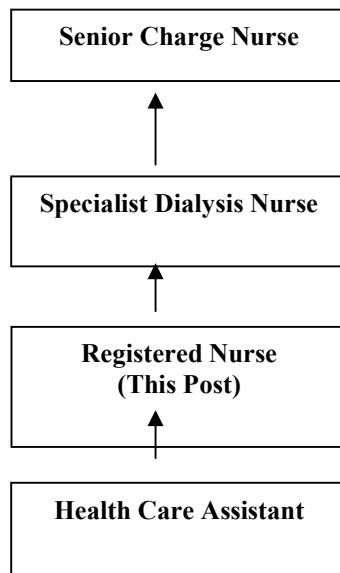 Senior Charge Nurse
Specialist Dialysis Nurse
Registered Nurse
(This Post)
Health Care Assistant